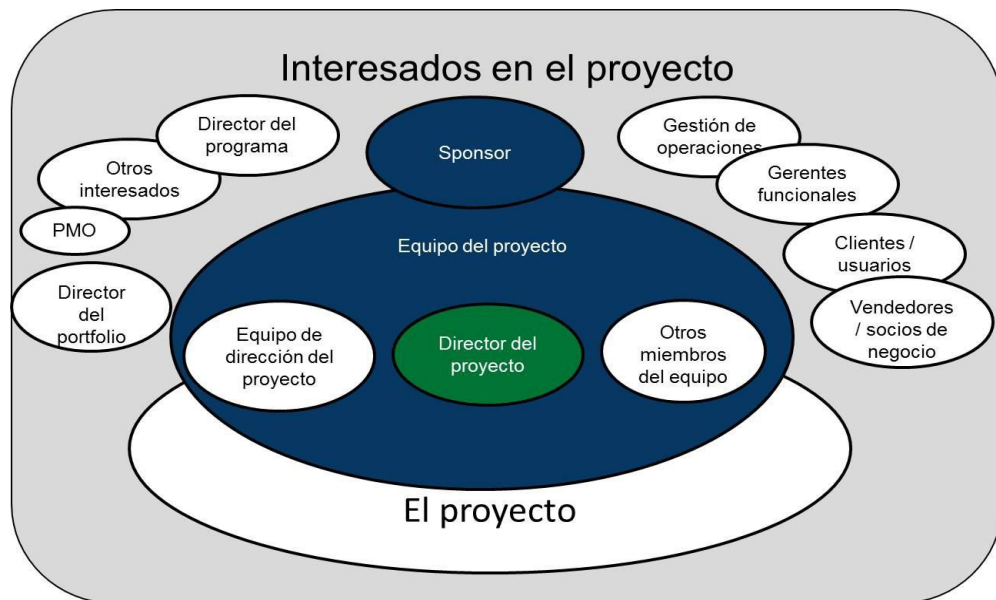 Interesados en el proyecto
Director del
programa
Otros
interesados
PMO
Director
del
portfolio
Sponsor
Equipo del proyecto
Equipo de
dirección del
proyecto
Director del
proyecto
Otros
miembros
del equipo
Gestión de
operaciones
Gerentes
funcionales
Clientes /
usuarios
Vendedores
/ socios de
negocio
El proyecto